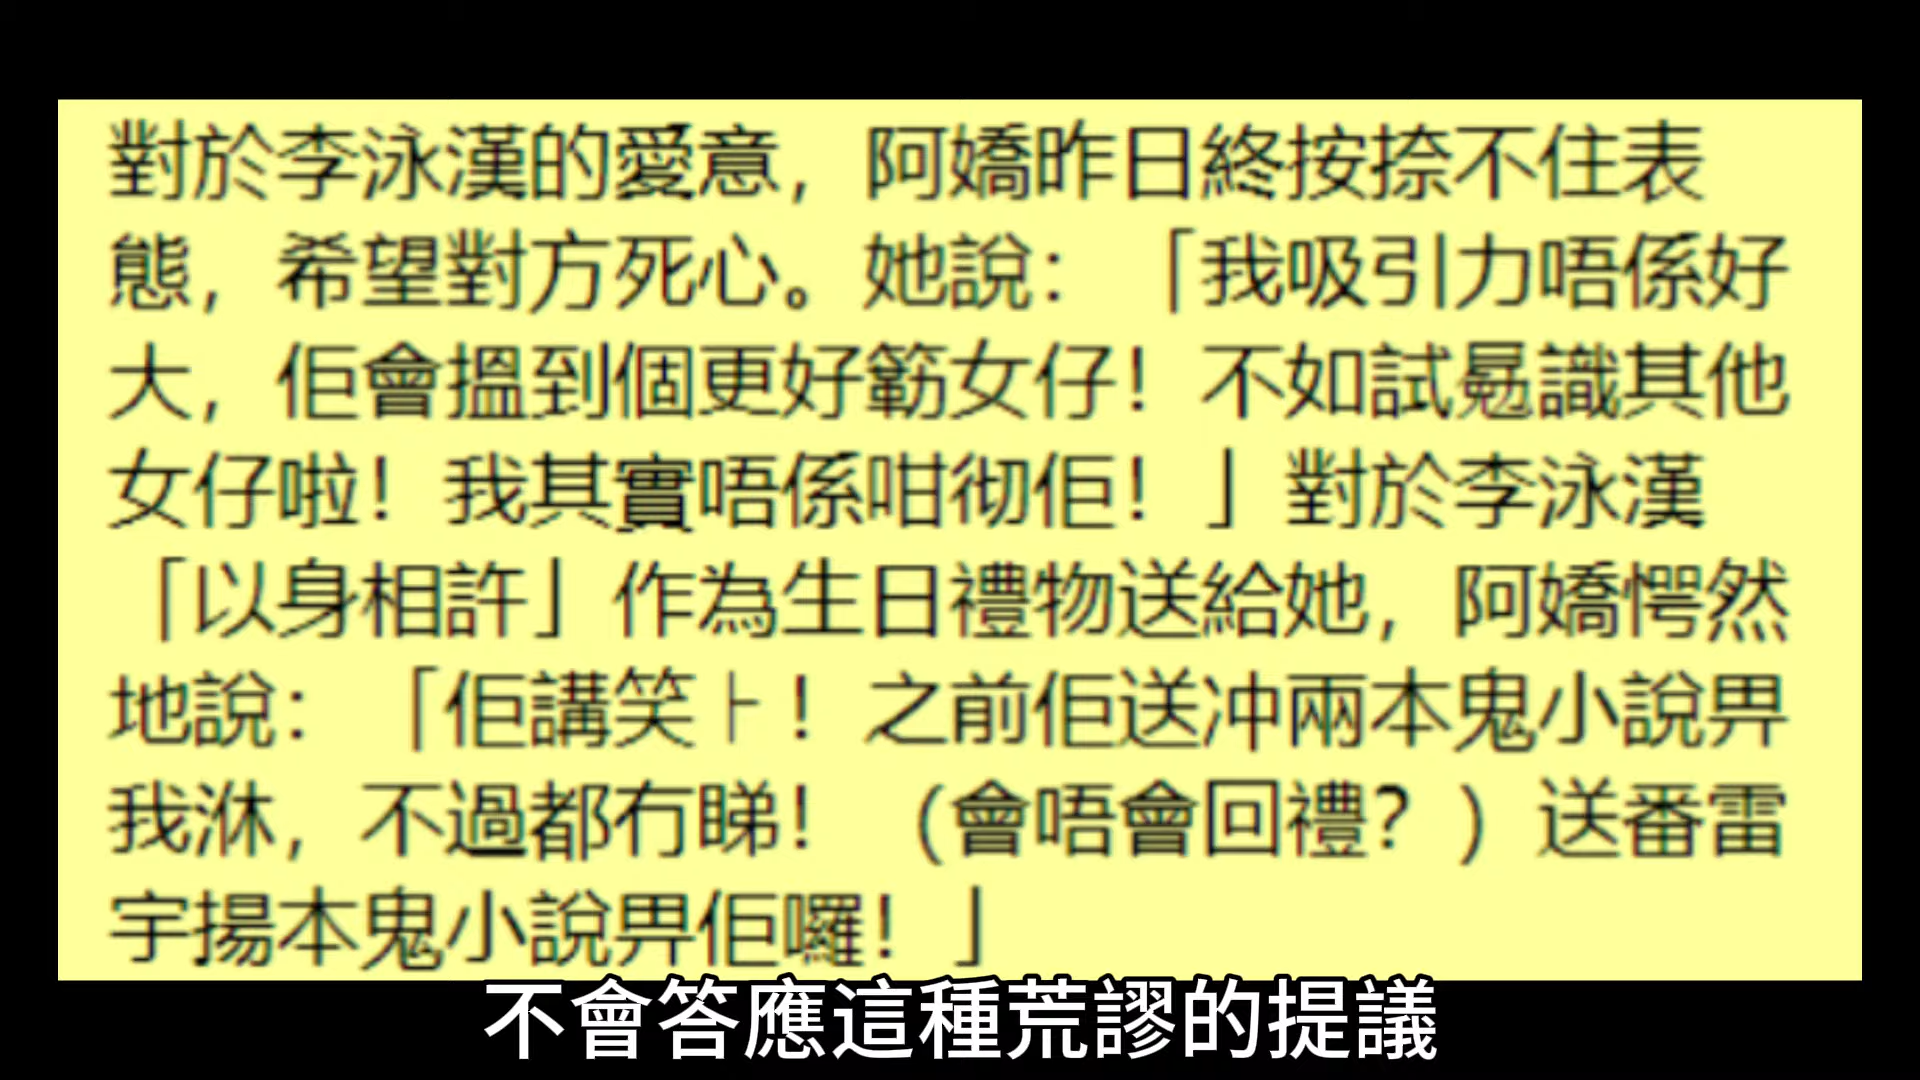 對於李泳漢的愛意，阿嬌昨日終按捺不住表
態，希望對方死心。她說：「我吸引力唔係好
大，佢會搵到個更好簕女仔！不如試勗識其他
女仔啦！我其實唔係咁彻佢！」對於李泳漢
「以身相許」作為生日禮物送給她，阿嬌愕然
地說：「佢講笑⺊！之前佢送冲兩本鬼小說畀
我沝，不過都冇睇！（會唔會回禮？）送番雷
宇揚本鬼小說畀佢囉！」
不會答應這種荒謬的提議